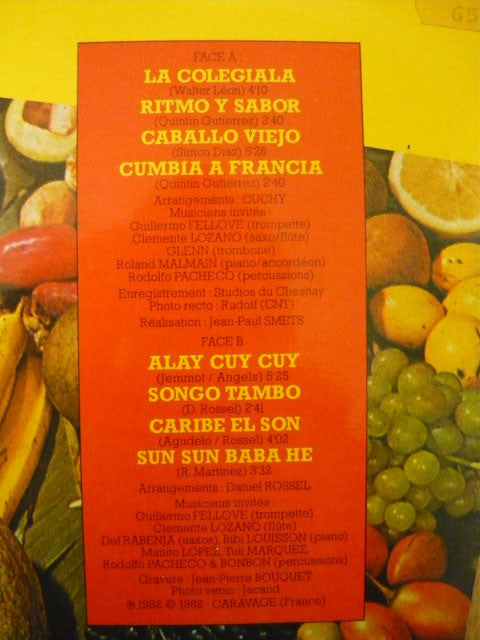 65
FACE A :
LA COLEGIALA
(Walter Léon) 4'10
RITMO Y SABOR
(Quintin Gutierrez) 2'40
CABALLO VIEJO
(Simon Diaz) 5'26
CUMBIA A FRANCIA
(Quintin Gutierrez) 2'40
Arrangements : CUCHY
Musiciens invités :
Guillermo FELLOVE (trompette)
Clemente LOZANO (saxo/flûte)
GLENN (trombone)
Roland MALMAIN (piano/accordéon)
Rodolfo PACHECO (percussions)
Enregistrement : Studios du Chesnay
Photo recto : Rudolf (CNT)
Réalisation : Jean-Paul SMETS
FACE B
ALAY CUY CUY
(Jemmot / Angels) 5'25
SONGO TAMBO
(D. Rossel) 2'41
CARIBE EL SON
(Agudelo / Rossel) 4'02
SUN SUN BABA HE
(R. Martinez) 3'32
Arrangements : Daniel ROSSEL
Musiciens invités :
Guillermo FELLOVE (trompette)
Clemente LOZANO (flûte)
Del RABENJA (saxos), Bibi LOUISSON (piano)
Manito LOPEZ, Tuli MARQUEZ,
Rodolfo PACHECO & BONBON (percussions)
Gravure : Jean-Pierre BOUQUET
Photo verso : Jacand
℗ 1982 © 1982 - CARAVAGE (France)